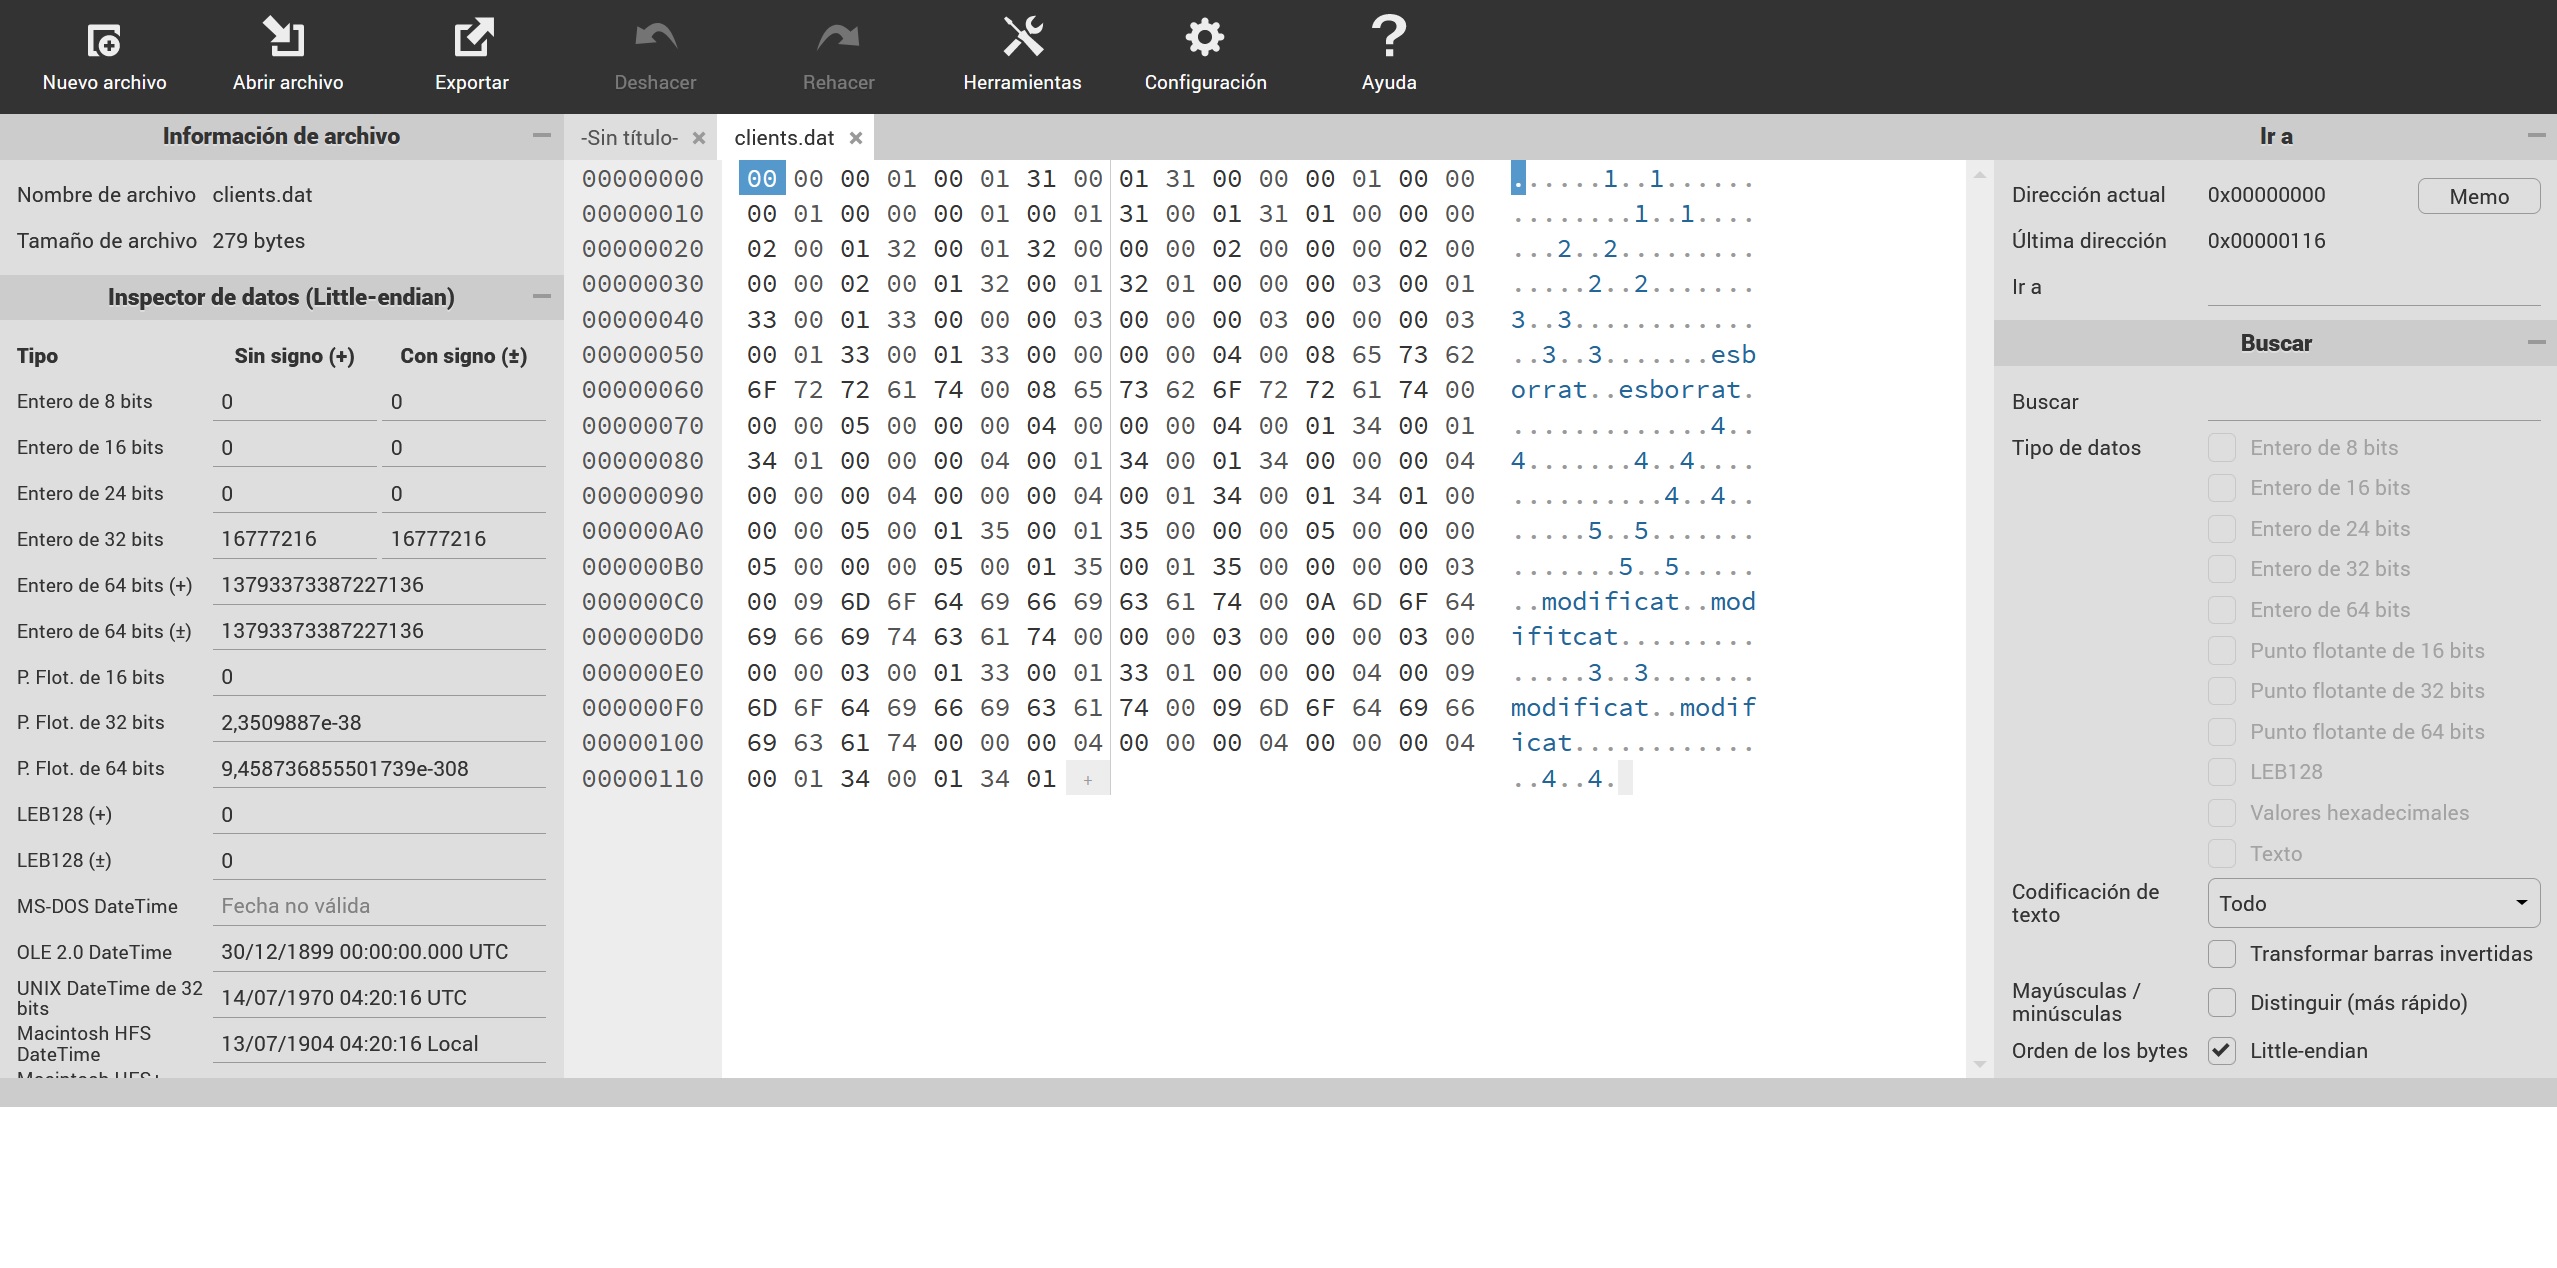 Nuevo archivo Abrir archivo Exportar Deshacer Rehacer Herramientas Configuración Ayuda
Información de archivo
Nombre de archivo clients.dat
Tamaño de archivo 279 bytes
Inspector de datos (Little-endian)
Tipo Sin signo (+) Con signo (±)
Entero de 8 bits 0 0
Entero de 16 bits 0 0
Entero de 24 bits 0 0
Entero de 32 bits 16777216 16777216
Entero de 64 bits (+) 13793373387227136
Entero de 64 bits (±) 13793373387227136
P. Flot. de 16 bits 0
P. Flot. de 32 bits 2,3509887e-38
P. Flot. de 64 bits 9,458736855501739e-308
LEB128 (+) 0
LEB128 (±) 0
MS-DOS DateTime Fecha no válida
OLE 2.0 DateTime 30/12/1899 00:00:00.000 UTC
UNIX DateTime de 32 bits 14/07/1970 04:20:16 UTC
Macintosh HFS DateTime 13/07/1904 04:20:16 Local
-Sin título- × clients.dat ×
00000000 00 00 00 01 00 01 31 00 01 31 00 00 00 01 00 00 ......1..1......
00000010 00 01 00 00 00 01 00 01 31 00 01 31 01 00 00 00 ........1..1....
00000020 02 00 01 32 00 01 32 00 00 00 02 00 00 00 02 00 ...2..2.........
00000030 00 00 02 00 01 32 00 01 32 01 00 00 00 03 00 01 .....2..2.......
00000040 33 00 01 33 00 00 00 03 00 00 00 03 00 00 00 03 3..3............
00000050 00 01 33 00 01 33 00 00 00 00 04 00 08 65 73 62 ..3..3.......esb
00000060 6F 72 72 61 74 00 08 65 73 62 6F 72 72 61 74 00 orrat..esborrat.
00000070 00 00 05 00 00 00 04 00 00 00 04 00 01 34 00 01 .............4..
00000080 34 01 00 00 00 04 00 01 34 00 01 34 00 00 00 04 4.......4..4....
00000090 00 00 00 04 00 00 00 04 00 01 34 00 01 34 01 00 ..........4..4..
000000A0 00 00 05 00 01 35 00 01 35 00 00 00 05 00 00 00 .....5..5.......
000000B0 05 00 00 00 05 00 01 35 00 01 35 00 00 00 00 03 .......5..5.....
000000C0 00 09 6D 6F 64 69 66 69 63 61 74 00 0A 6D 6F 64 ..modificat..mod
000000D0 69 66 69 74 63 61 74 00 00 00 03 00 00 00 03 00 ifitcat.........
000000E0 00 00 03 00 01 33 00 01 33 01 00 00 00 04 00 09 .....3..3.......
000000F0 6D 6F 64 69 66 69 63 61 74 00 09 6D 6F 64 69 66 modificat..modif
00000100 69 63 61 74 00 00 00 04 00 00 00 04 00 00 00 04 icat............
00000110 00 01 34 00 01 34 01 + ..4..4.
Ir a
Dirección actual 0x00000000 Memo
Última dirección 0x00000116
Ir a
Buscar
Buscar
Tipo de datos Entero de 8 bits
Entero de 16 bits
Entero de 24 bits
Entero de 32 bits
Entero de 64 bits
Punto flotante de 16 bits
Punto flotante de 32 bits
Punto flotante de 64 bits
LEB128
Valores hexadecimales
Texto
Codificación de texto Todo
Transformar barras invertidas
Mayúsculas / minúsculas Distinguir (más rápido)
Orden de los bytes Little-endian